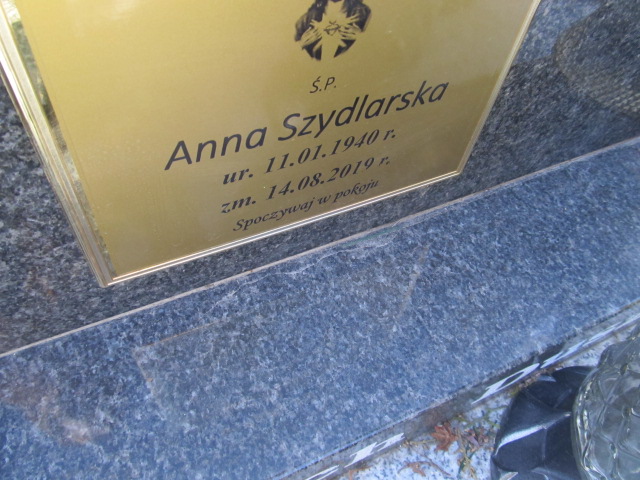 Ś.P.
Anna Szydlarska
ur. 11.01.1940 r.
zm. 14.08.2019 r.
Spoczywaj w pokoju